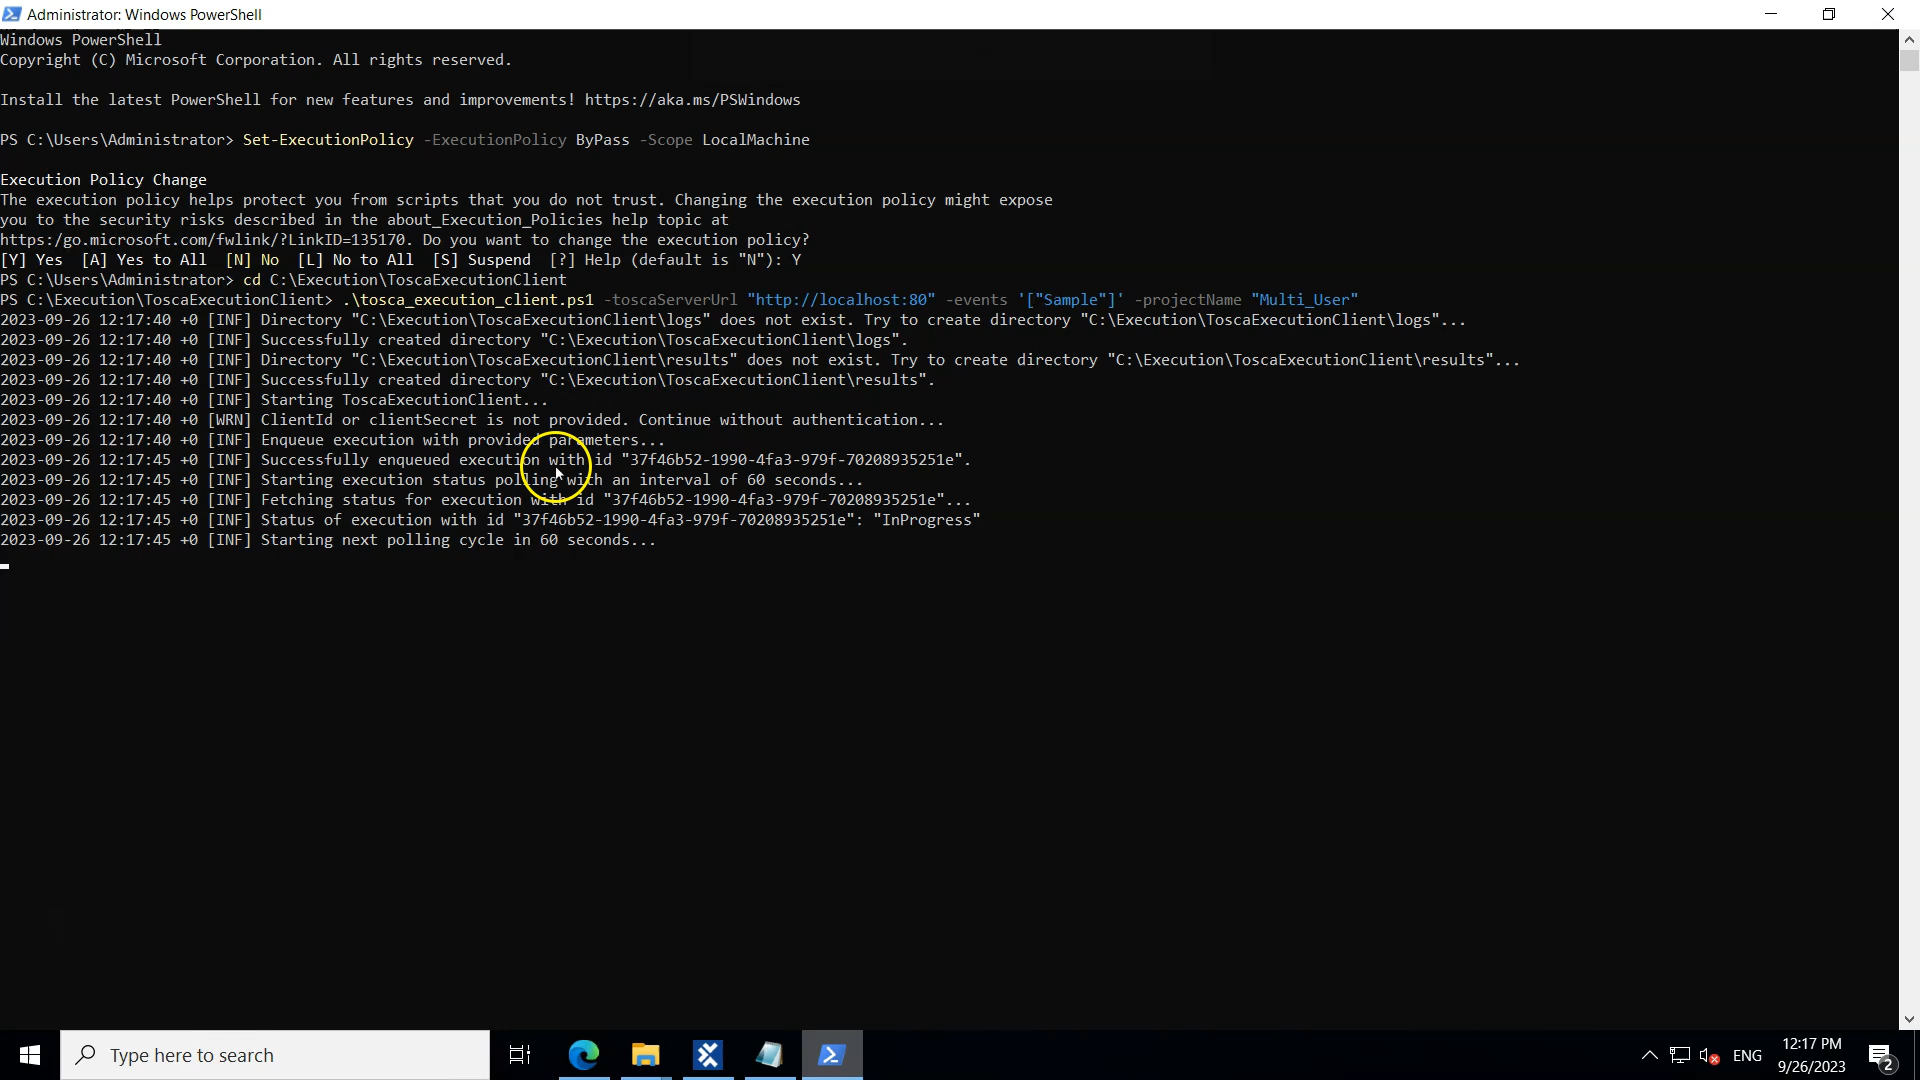 Administrator: Windows PowerShell
Windows PowerShell
Copyright (C) Microsoft Corporation. All rights reserved.
Install the latest PowerShell for new features and improvements! https://aka.ms/PSWindows
PS C:\Users\Administrator> Set-ExecutionPolicy -ExecutionPolicy ByPass -Scope LocalMachine
Execution Policy Change
The execution policy helps protect you from scripts that you do not trust. Changing the execution policy might expose
you to the security risks described in the about_Execution_Policies help topic at
https:/go.microsoft.com/fwlink/?LinkID=135170. Do you want to change the execution policy?
[Y] Yes  [A] Yes to All  [N] No  [L] No to All  [S] Suspend  [?] Help (default is "N"): Y
PS C:\Users\Administrator> cd C:\Execution\ToscaExecutionClient
PS C:\Execution\ToscaExecutionClient> .\tosca_execution_client.ps1 -toscaServerUrl "http://localhost:80" -events '["Sample"]' -projectName "Multi_User"
2023-09-26 12:17:40 +0 [INF] Directory "C:\Execution\ToscaExecutionClient\logs" does not exist. Try to create directory "C:\Execution\ToscaExecutionClient\logs"...
2023-09-26 12:17:40 +0 [INF] Successfully created directory "C:\Execution\ToscaExecutionClient\logs".
2023-09-26 12:17:40 +0 [INF] Directory "C:\Execution\ToscaExecutionClient\results" does not exist. Try to create directory "C:\Execution\ToscaExecutionClient\results"...
2023-09-26 12:17:40 +0 [INF] Successfully created directory "C:\Execution\ToscaExecutionClient\results".
2023-09-26 12:17:40 +0 [INF] Starting ToscaExecutionClient...
2023-09-26 12:17:40 +0 [WRN] ClientId or clientSecret is not provided. Continue without authentication...
2023-09-26 12:17:40 +0 [INF] Enqueue execution with provided parameters...
2023-09-26 12:17:45 +0 [INF] Successfully enqueued execution with id "37f46b52-1990-4fa3-979f-70208935251e".
2023-09-26 12:17:45 +0 [INF] Starting execution status polling with an interval of 60 seconds...
2023-09-26 12:17:45 +0 [INF] Fetching status for execution with id "37f46b52-1990-4fa3-979f-70208935251e"...
2023-09-26 12:17:45 +0 [INF] Status of execution with id "37f46b52-1990-4fa3-979f-70208935251e": "InProgress"
2023-09-26 12:17:45 +0 [INF] Starting next polling cycle in 60 seconds...
Type here to search
ENG
12:17 PM
9/26/2023
2